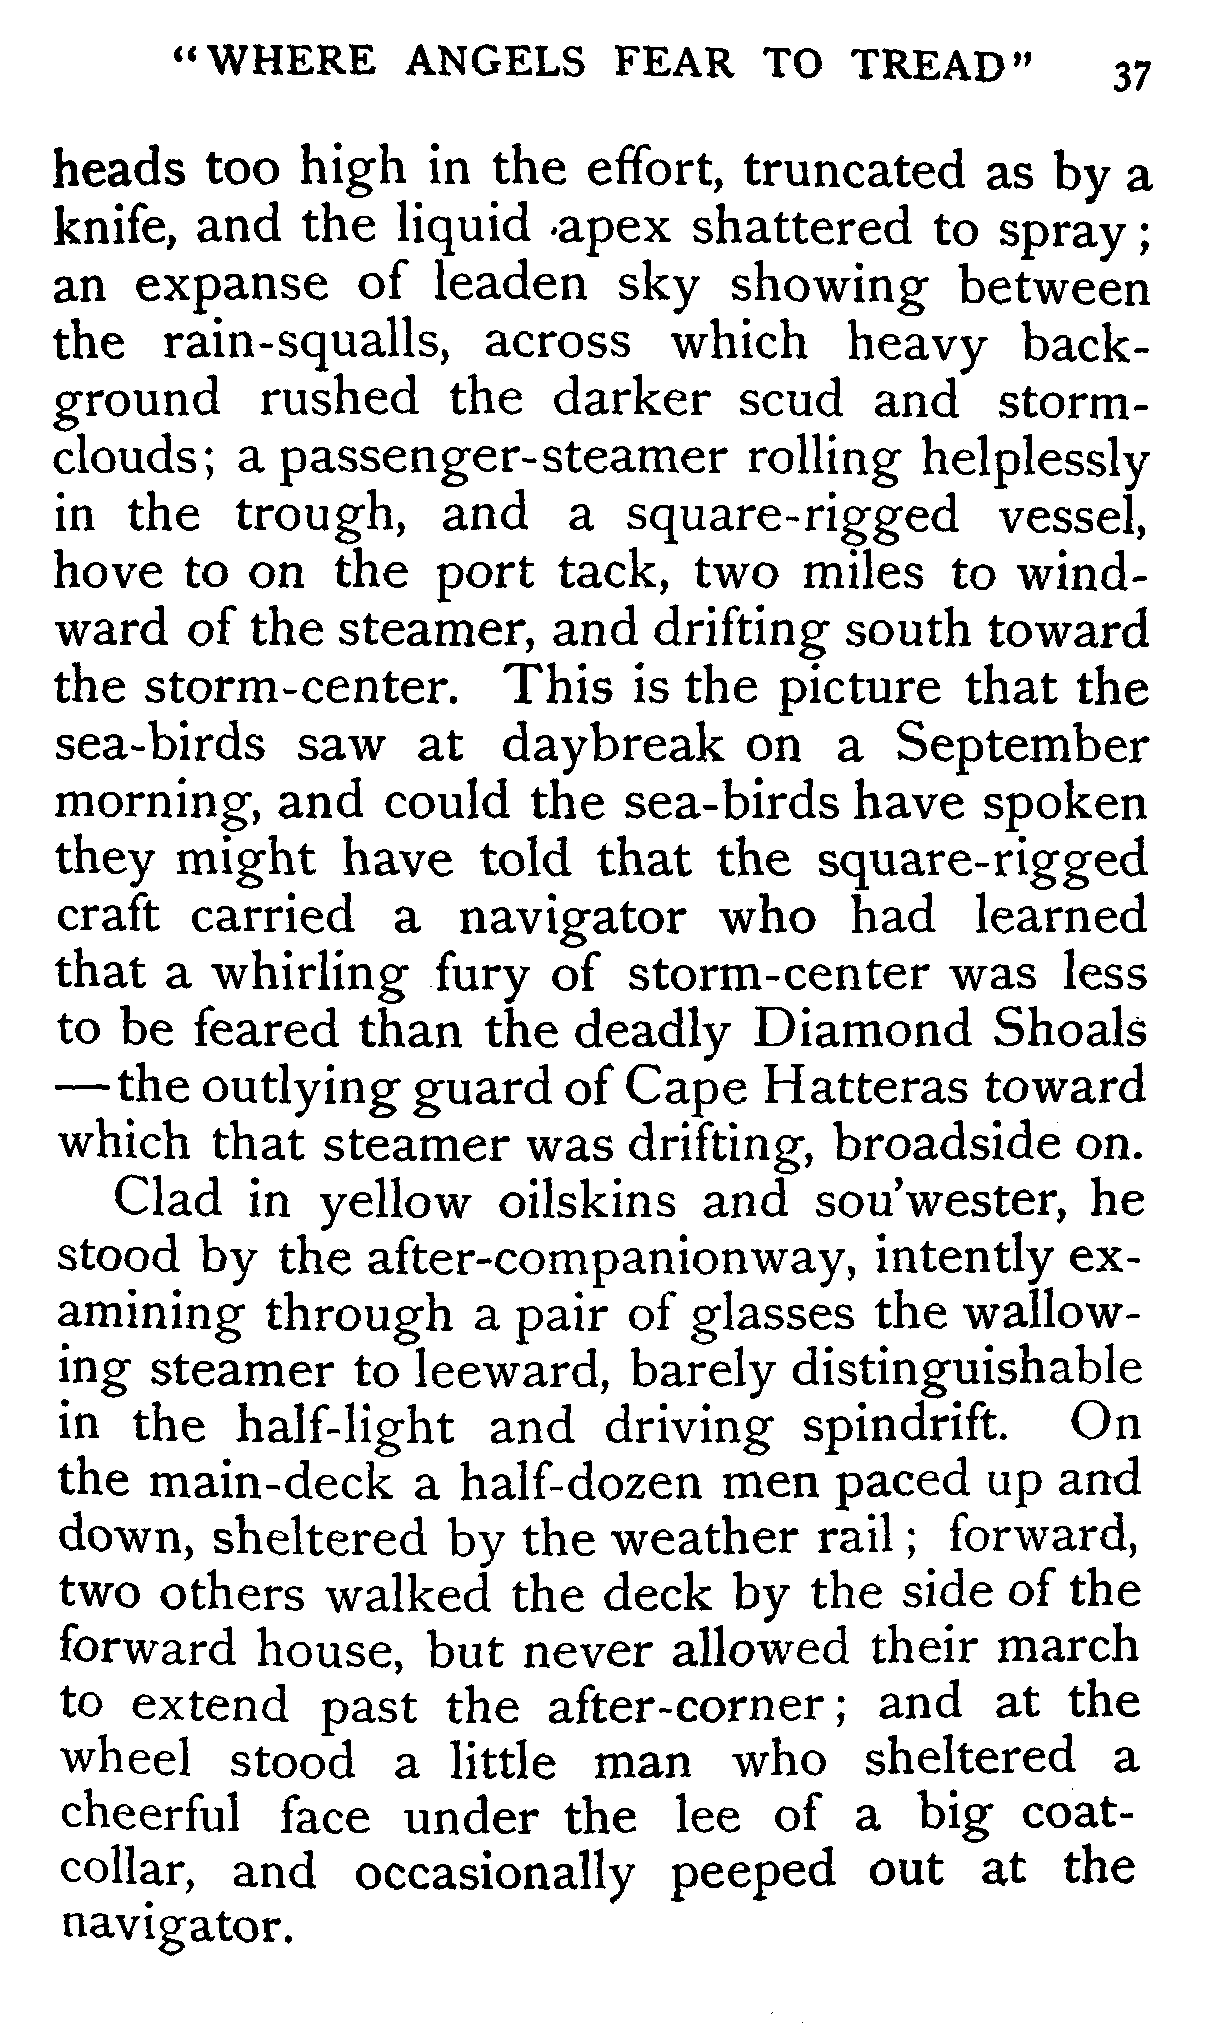 "WHERE ANGELS FEAR TO TREAD" 37
heads too high in the effort, truncated as by a
knife, and the liquid apex shattered to spray;
an expanse of leaden sky showing between
the rain-squalls, across which heavy back-
ground rushed the darker scud and storm-
clouds; a passenger-steamer rolling helplessly
in the trough, and a square-rigged vessel,
hove to on the port tack, two miles to wind-
ward of the steamer, and drifting south toward
the storm-center. This is the picture that the
sea-birds saw at daybreak on a September
morning, and could the sea-birds have spoken
they might have told that the square-rigged
craft carried a navigator who had learned
that a whirling fury of storm-center was less
to be feared than the deadly Diamond Shoals
—the outlying guard of Cape Hatteras toward
which that steamer was drifting, broadside on.
Clad in yellow oilskins and sou'wester, he
stood by the after-companionway, intently ex-
amining through a pair of glasses the wallow-
ing steamer to leeward, barely distinguishable
in the half-light and driving spindrift. On
the main-deck a half-dozen men paced up and
down, sheltered by the weather rail; forward,
two others walked the deck by the side of the
forward house, but never allowed their march
to extend past the after-corner; and at the
wheel stood a little man who sheltered a
cheerful face under the lee of a big coat-
collar, and occasionally peeped out at the
navigator.